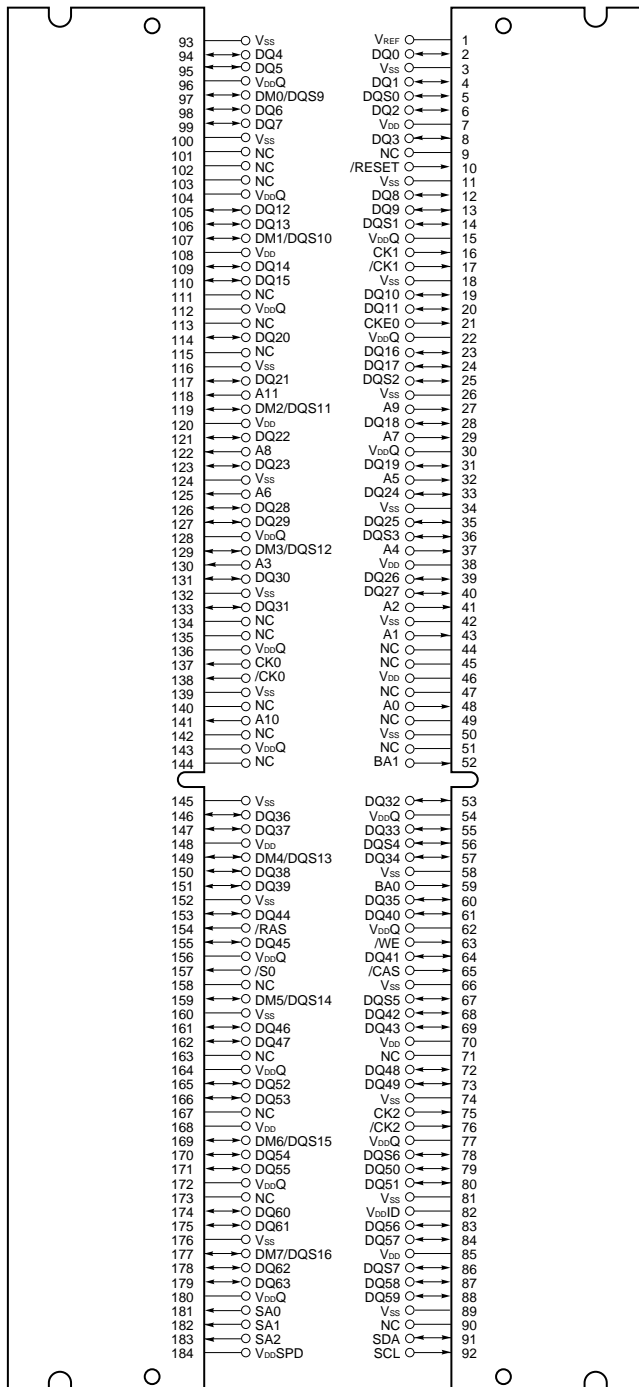 93 VSS
94 DQ4
95 DQ5
96 VDDQ
97 DM0/DQS9
98 DQ6
99 DQ7
100 VSS
101 NC
102 NC
103 NC
104 VDDQ
105 DQ12
106 DQ13
107 DM1/DQS10
108 VDD
109 DQ14
110 DQ15
111 NC
112 VDDQ
113 NC
114 DQ20
115 NC
116 VSS
117 DQ21
118 A11
119 DM2/DQS11
120 VDD
121 DQ22
122 A8
123 DQ23
124 VSS
125 A6
126 DQ28
127 DQ29
128 VDDQ
129 DM3/DQS12
130 A3
131 DQ30
132 VSS
133 DQ31
134 NC
135 NC
136 VDDQ
137 CK0
138 /CK0
139 VSS
140 NC
141 A10
142 NC
143 VDDQ
144 NC
145 VSS
146 DQ36
147 DQ37
148 VDD
149 DM4/DQS13
150 DQ38
151 DQ39
152 VSS
153 DQ44
154 /RAS
155 DQ45
156 VDDQ
157 /S0
158 NC
159 DM5/DQS14
160 VSS
161 DQ46
162 DQ47
163 NC
164 VDDQ
165 DQ52
166 DQ53
167 NC
168 VDD
169 DM6/DQS15
170 DQ54
171 DQ55
172 VDDQ
173 NC
174 DQ60
175 DQ61
176 VSS
177 DM7/DQS16
178 DQ62
179 DQ63
180 VDDQ
181 SA0
182 SA1
183 SA2
184 VDDSPD
VREF 1
DQ0 2
VSS 3
DQ1 4
DQS0 5
DQ2 6
VDD 7
DQ3 8
NC 9
/RESET 10
VSS 11
DQ8 12
DQ9 13
DQS1 14
VDDQ 15
CK1 16
/CK1 17
VSS 18
DQ10 19
DQ11 20
CKE0 21
VDDQ 22
DQ16 23
DQ17 24
DQS2 25
VSS 26
A9 27
DQ18 28
A7 29
VDDQ 30
DQ19 31
A5 32
DQ24 33
VSS 34
DQ25 35
DQS3 36
A4 37
VDD 38
DQ26 39
DQ27 40
A2 41
VSS 42
A1 43
NC 44
NC 45
VDD 46
NC 47
A0 48
NC 49
VSS 50
NC 51
BA1 52
DQ32 53
VDDQ 54
DQ33 55
DQS4 56
DQ34 57
VSS 58
BA0 59
DQ35 60
DQ40 61
VDDQ 62
/WE 63
DQ41 64
/CAS 65
VSS 66
DQS5 67
DQ42 68
DQ43 69
VDD 70
NC 71
DQ48 72
DQ49 73
VSS 74
CK2 75
/CK2 76
VDDQ 77
DQS6 78
DQ50 79
DQ51 80
VSS 81
VDDID 82
DQ56 83
DQ57 84
VDD 85
DQS7 86
DQ58 87
DQ59 88
VSS 89
NC 90
SDA 91
SCL 92